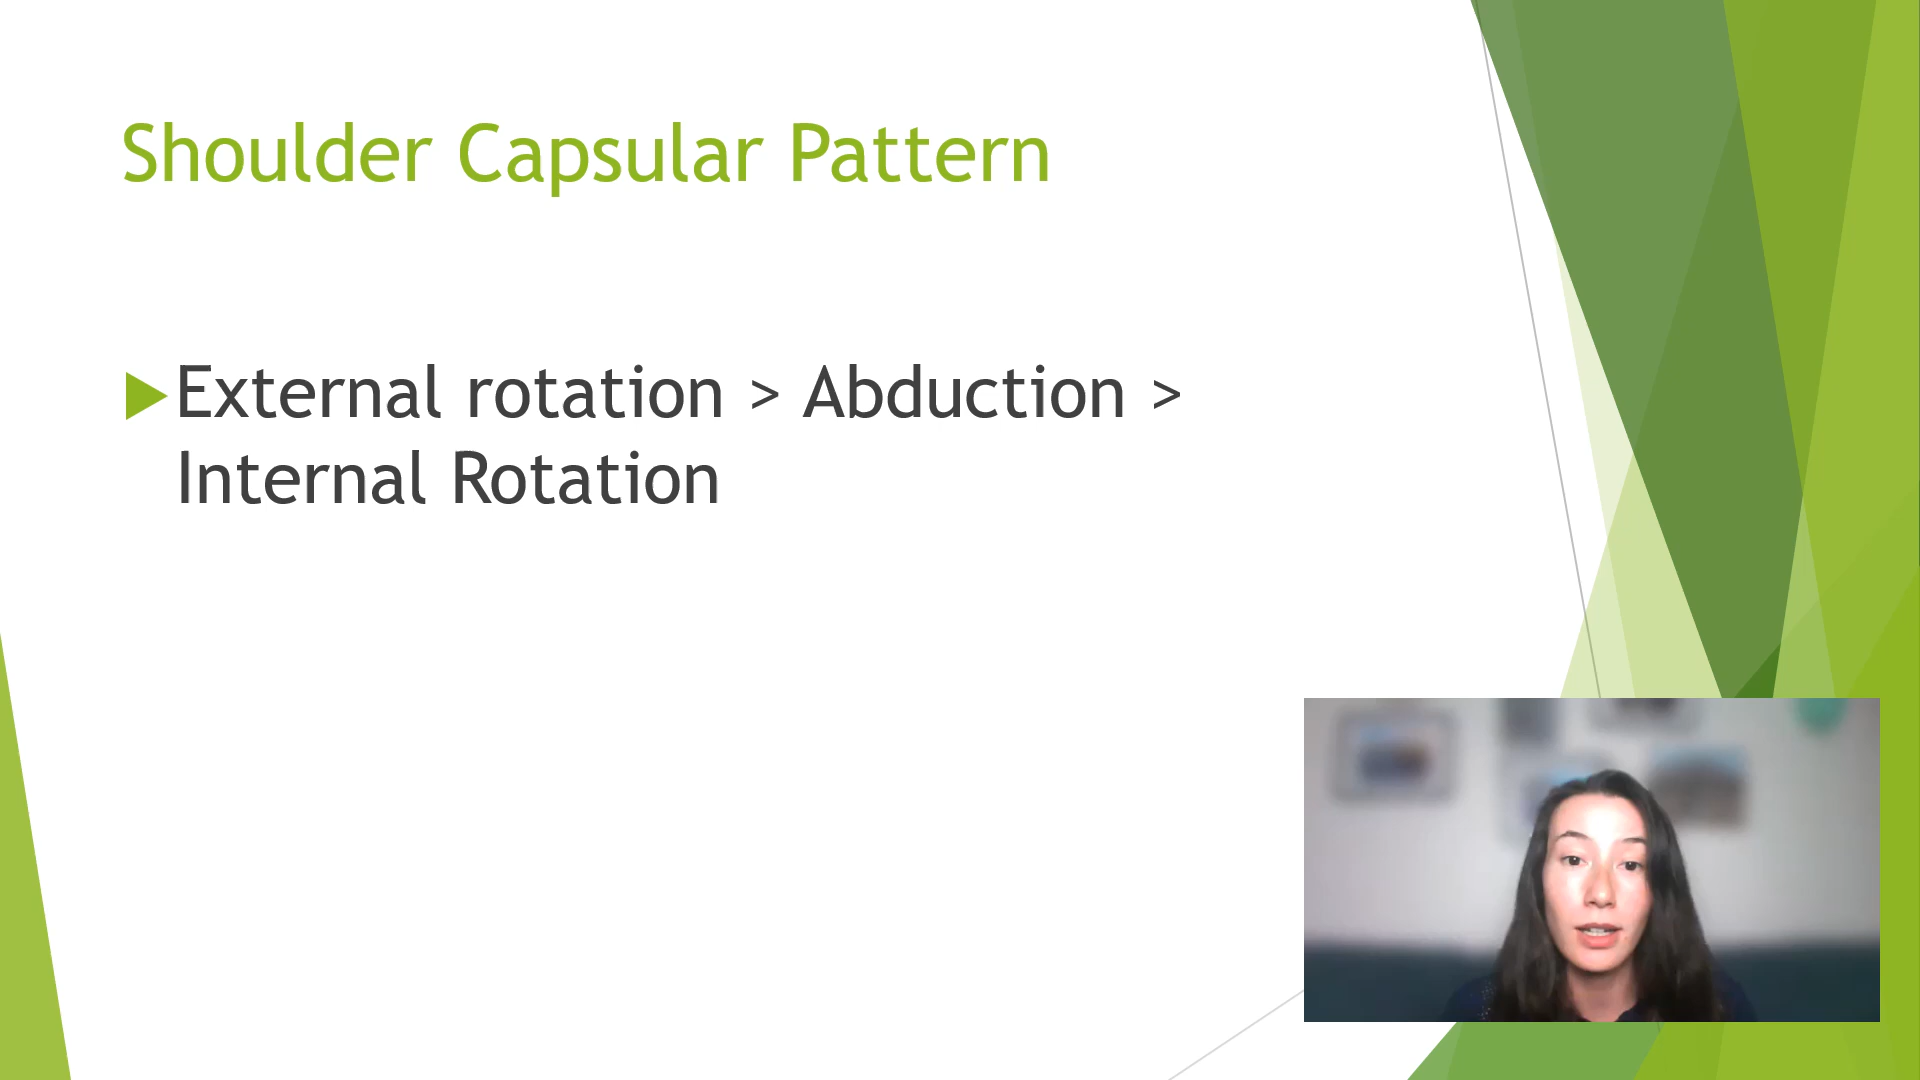 Shoulder Capsular Pattern
External rotation > Abduction >
Internal Rotation